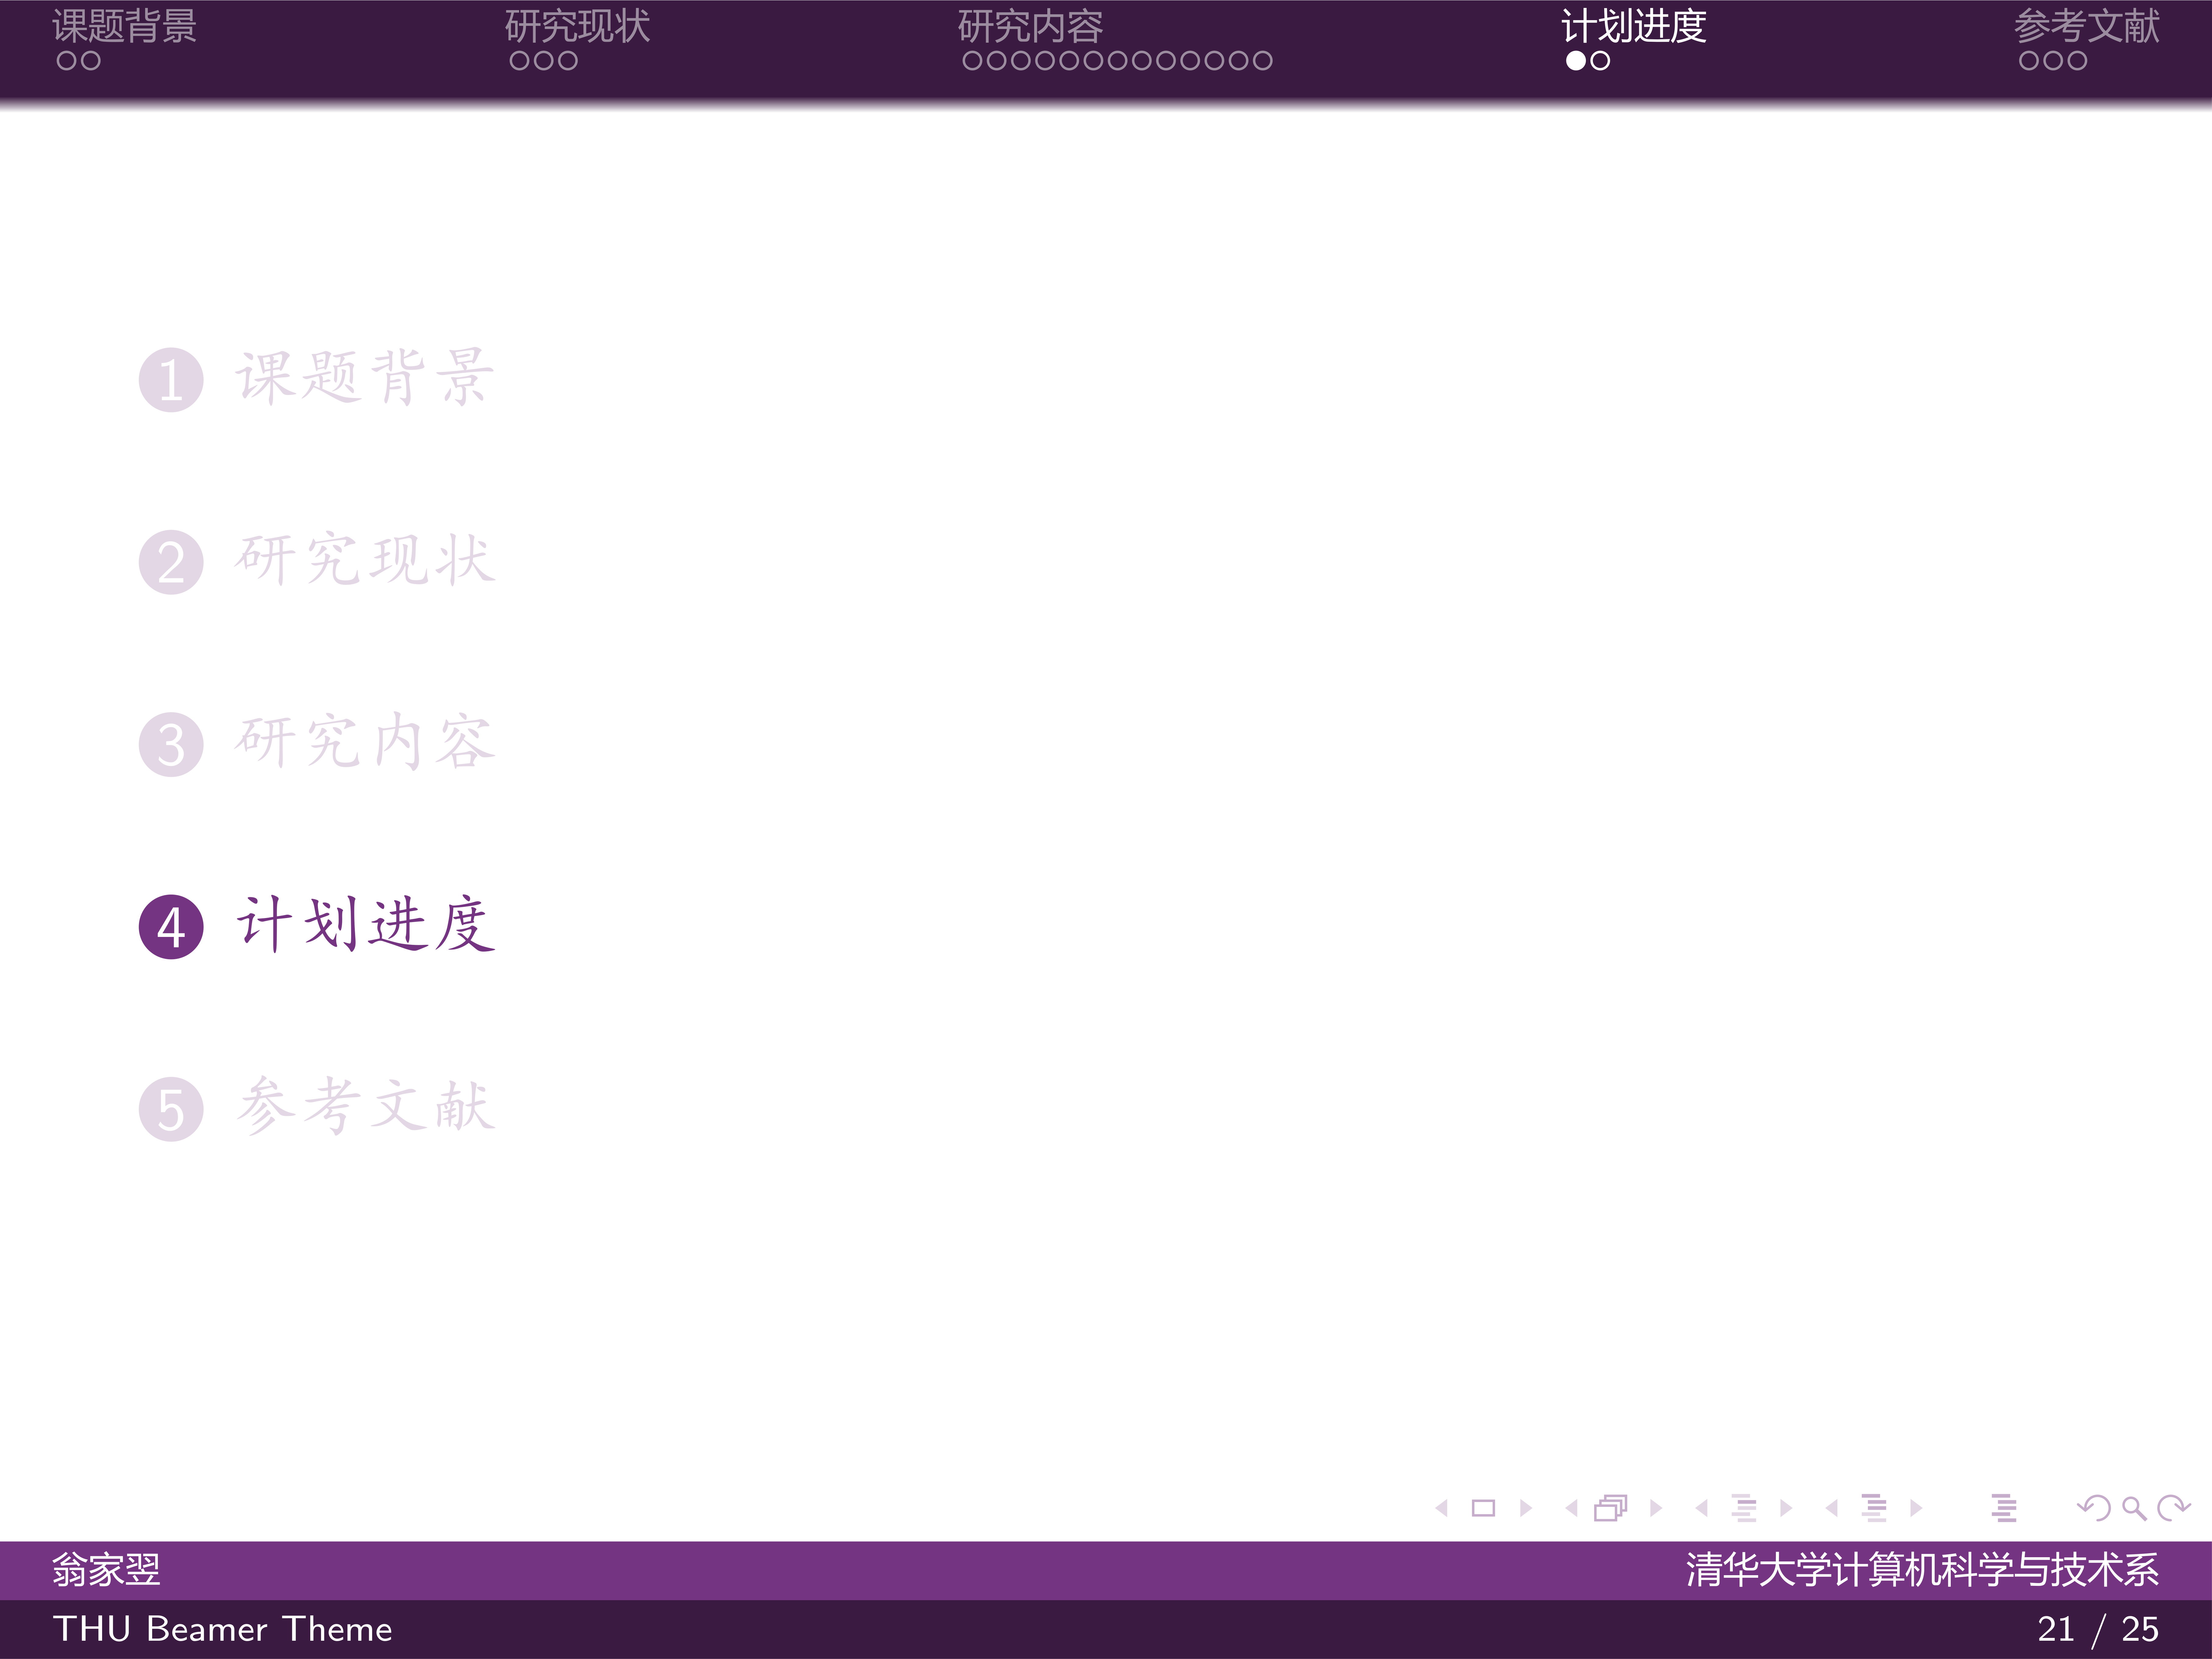 课题背景 研究现状 研究内容 计划进度 参考文献
1 课题背景
2 研究现状
3 研究内容
4 计划进度
5 参考文献
翁家翌 清华大学计算机科学与技术系
THU Beamer Theme 21 / 25